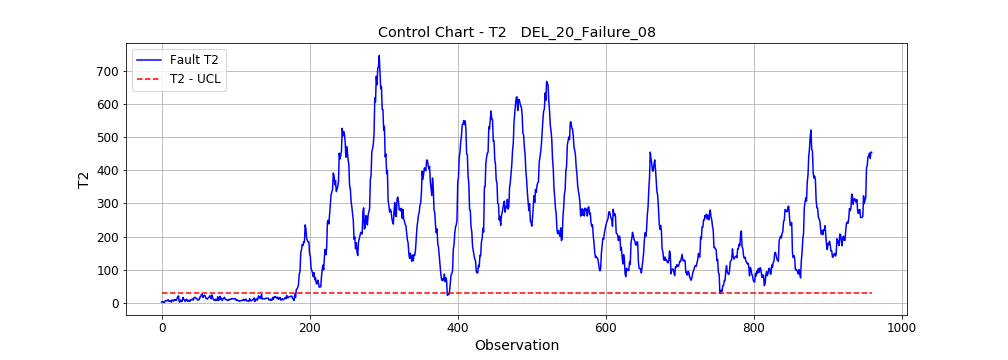 Control Chart - T2   DEL_20_Failure_08
Fault T2
T2 - UCL
700
600
500
400
300
200
100
0
T2
0 200 400 600 800 1000
Observation